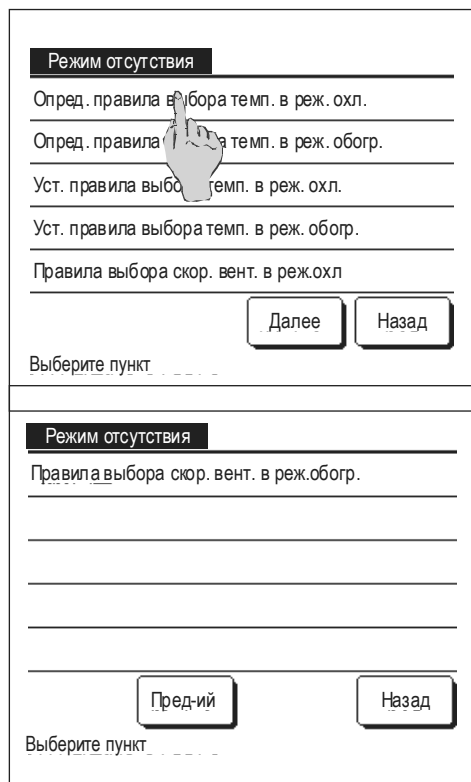 Режим отсутствия
Опред. правила выбора темп. в реж. охл.
Опред. правила темп. в реж. обогр.
Уст. правила выбора темп. в реж. охл.
Уст. правила выбора темп. в реж. обогр.
Правила выбора скор. вент. в реж.охл
Далее Назад
Выберите пункт
Режим отсутствия
Правила выбора скор. вент. в реж.обогр.
Пред-ий Назад
Выберите пункт